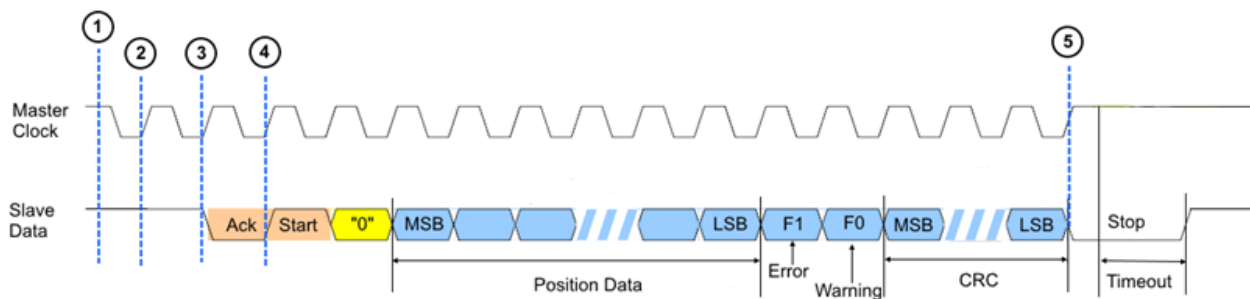 1
2
3
4
5
Master
Clock
Slave
Data
Ack
Start
"0"
MSB
LSB
F1
F0
MSB
LSB
Stop
Position Data
Error
Warning
CRC
Timeout